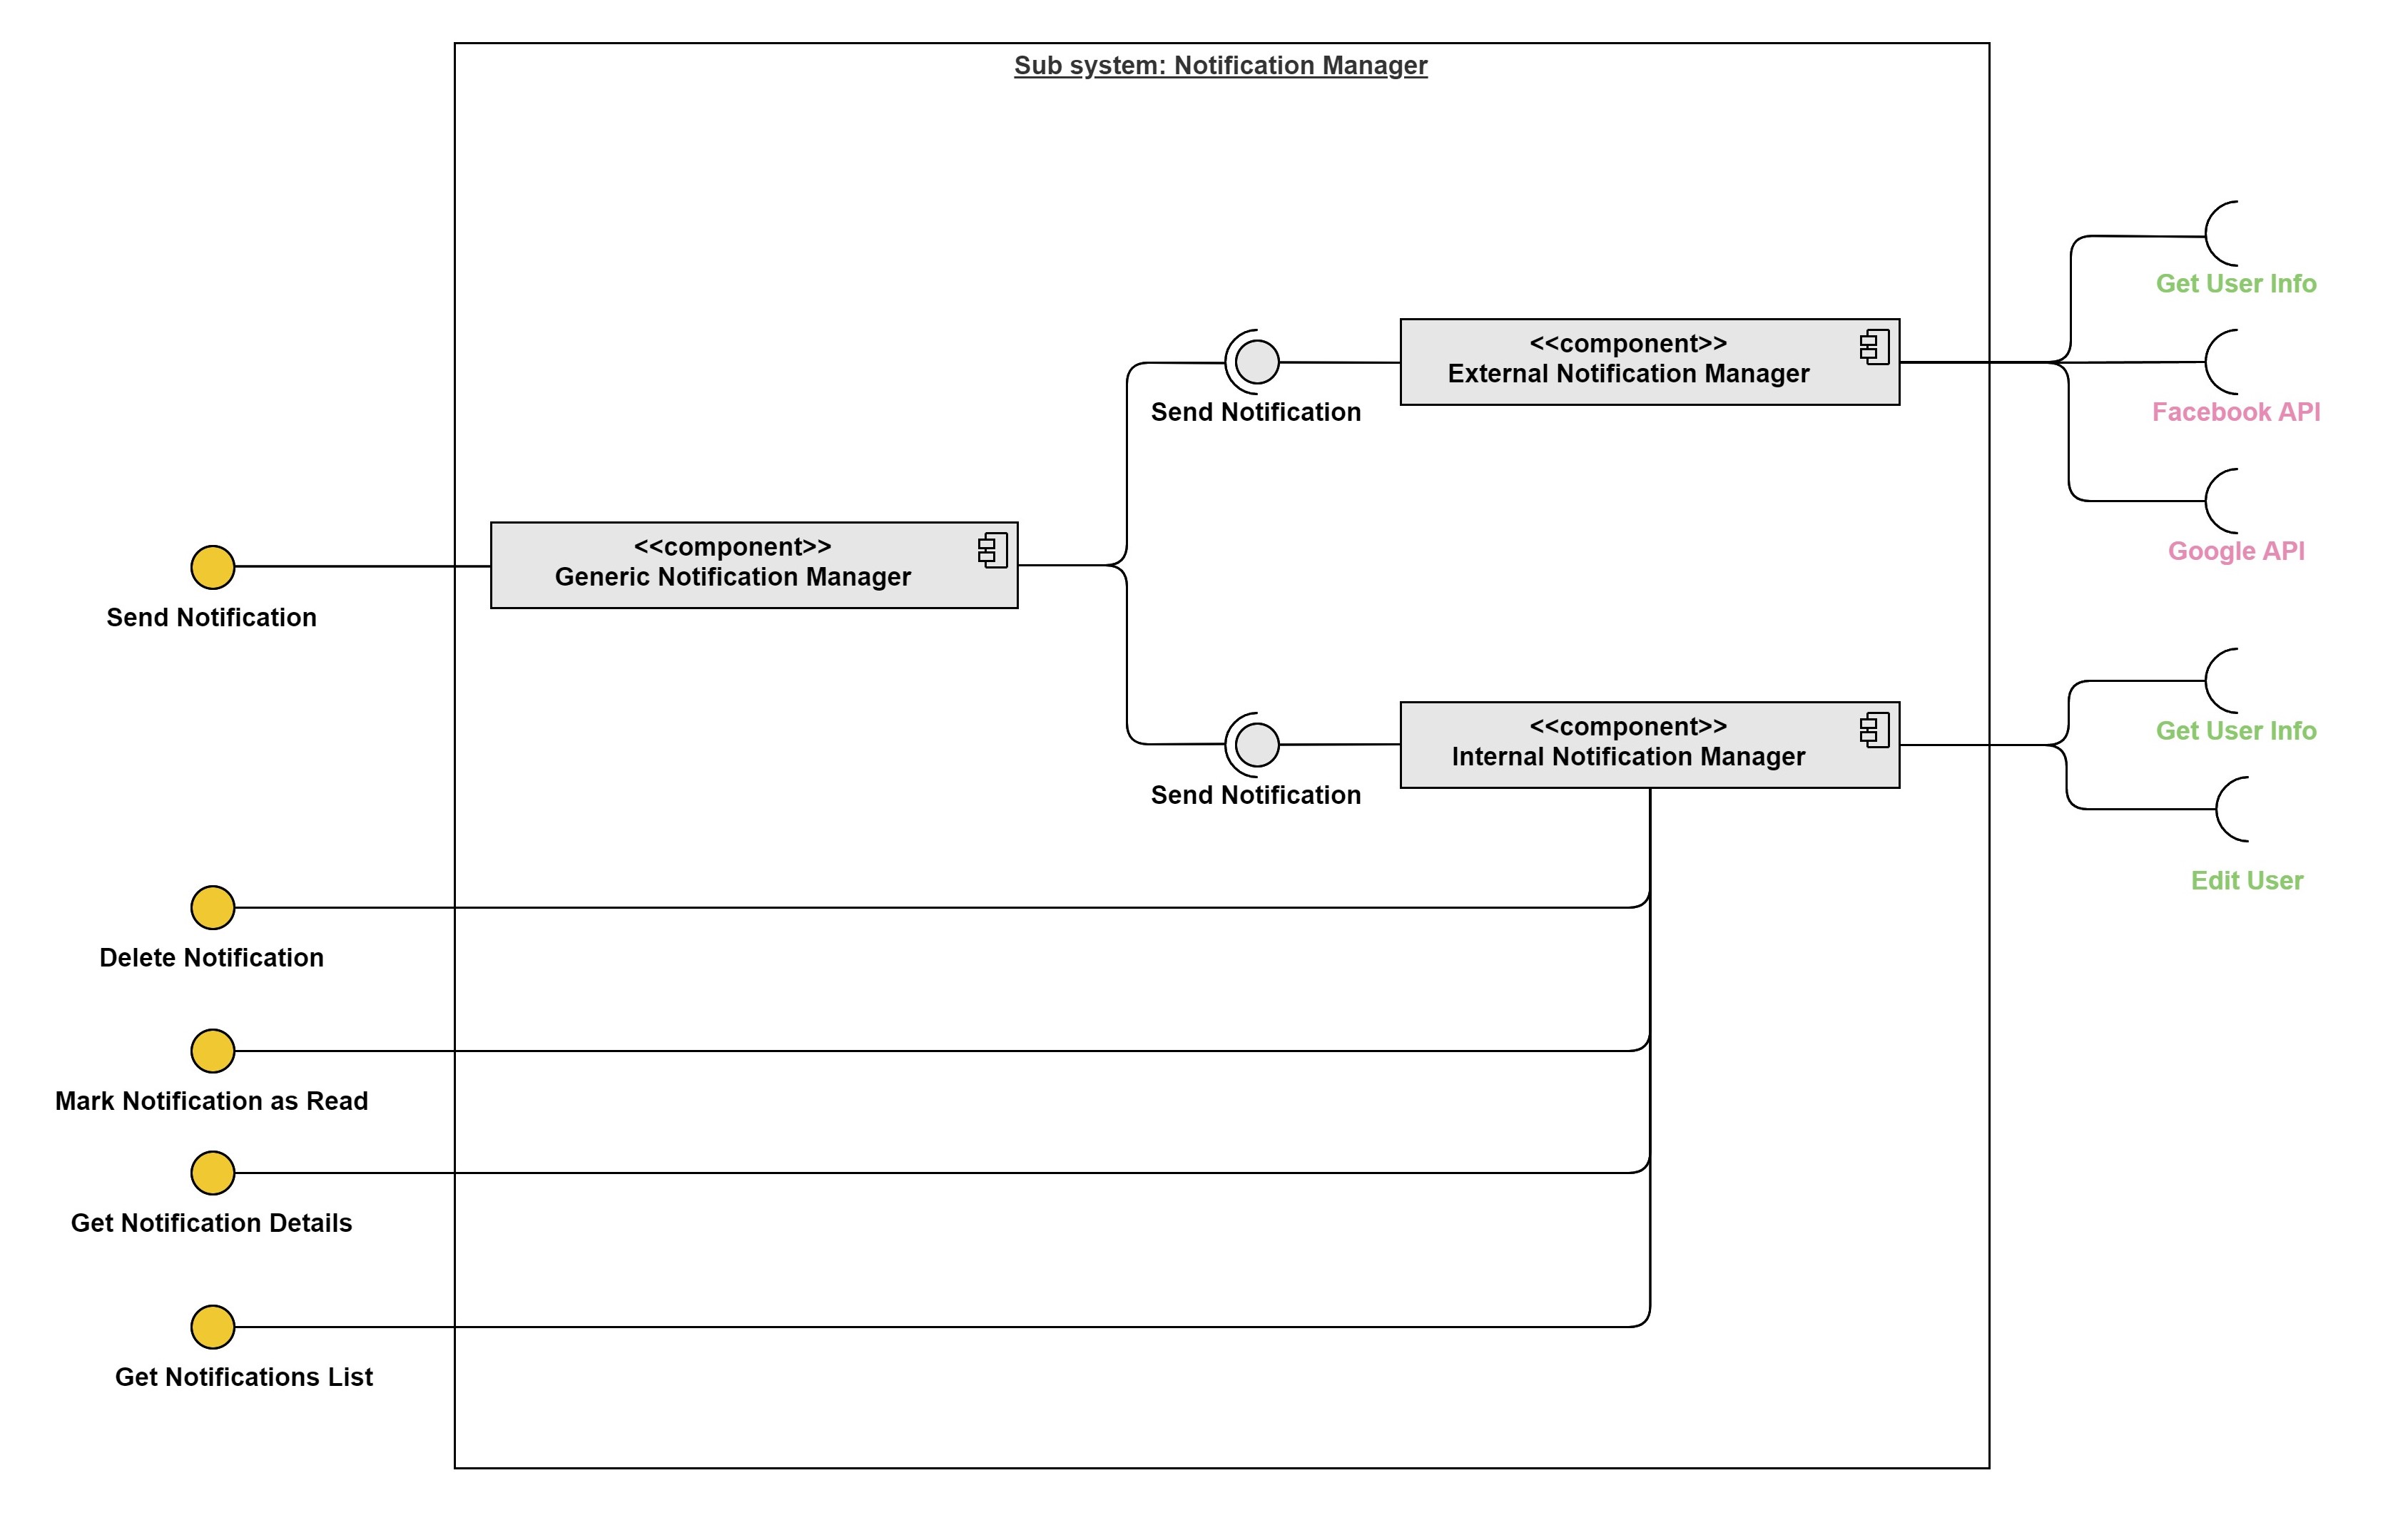 Sub system: Notification Manager
Get User Info
<<component>>
External Notification Manager
Send Notification
Facebook API
<<component>>
Generic Notification Manager
Google API
Send Notification
<<component>>
Internal Notification Manager
Get User Info
Send Notification
Edit User
Delete Notification
Mark Notification as Read
Get Notification Details
Get Notifications List